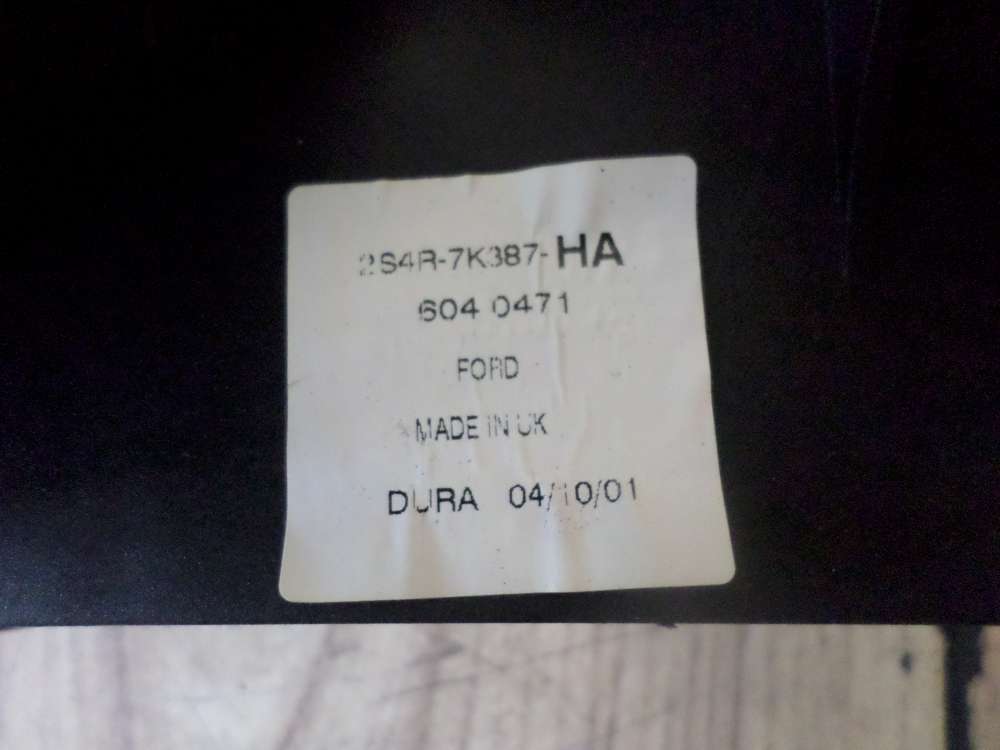 2S4R-7K387-HA
604 0471
FORD
MADE IN UK
DURA 04/10/01